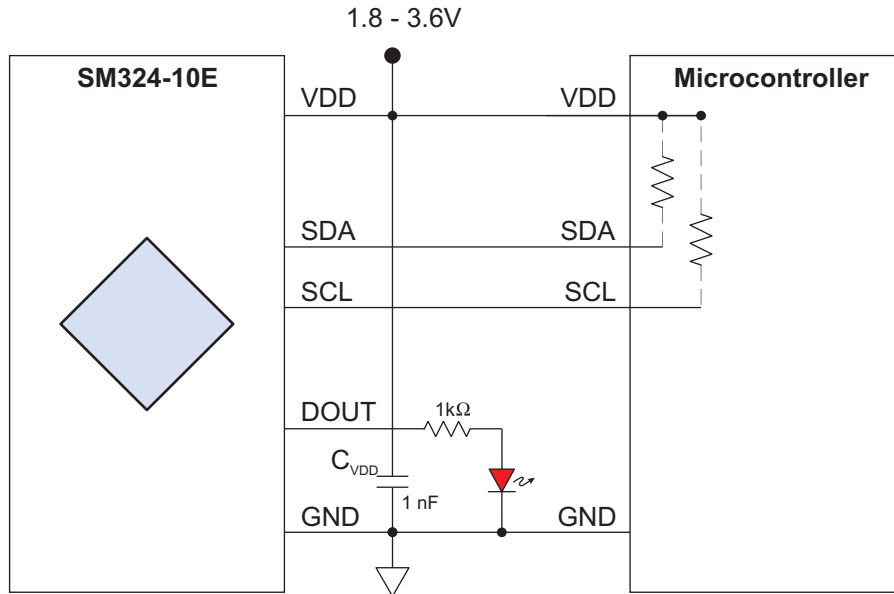 1.8 - 3.6V
SM324-10E
Microcontroller
VDD
VDD
SDA
SDA
SCL
SCL
DOUT
1kΩ
CVDD
1 nF
GND
GND